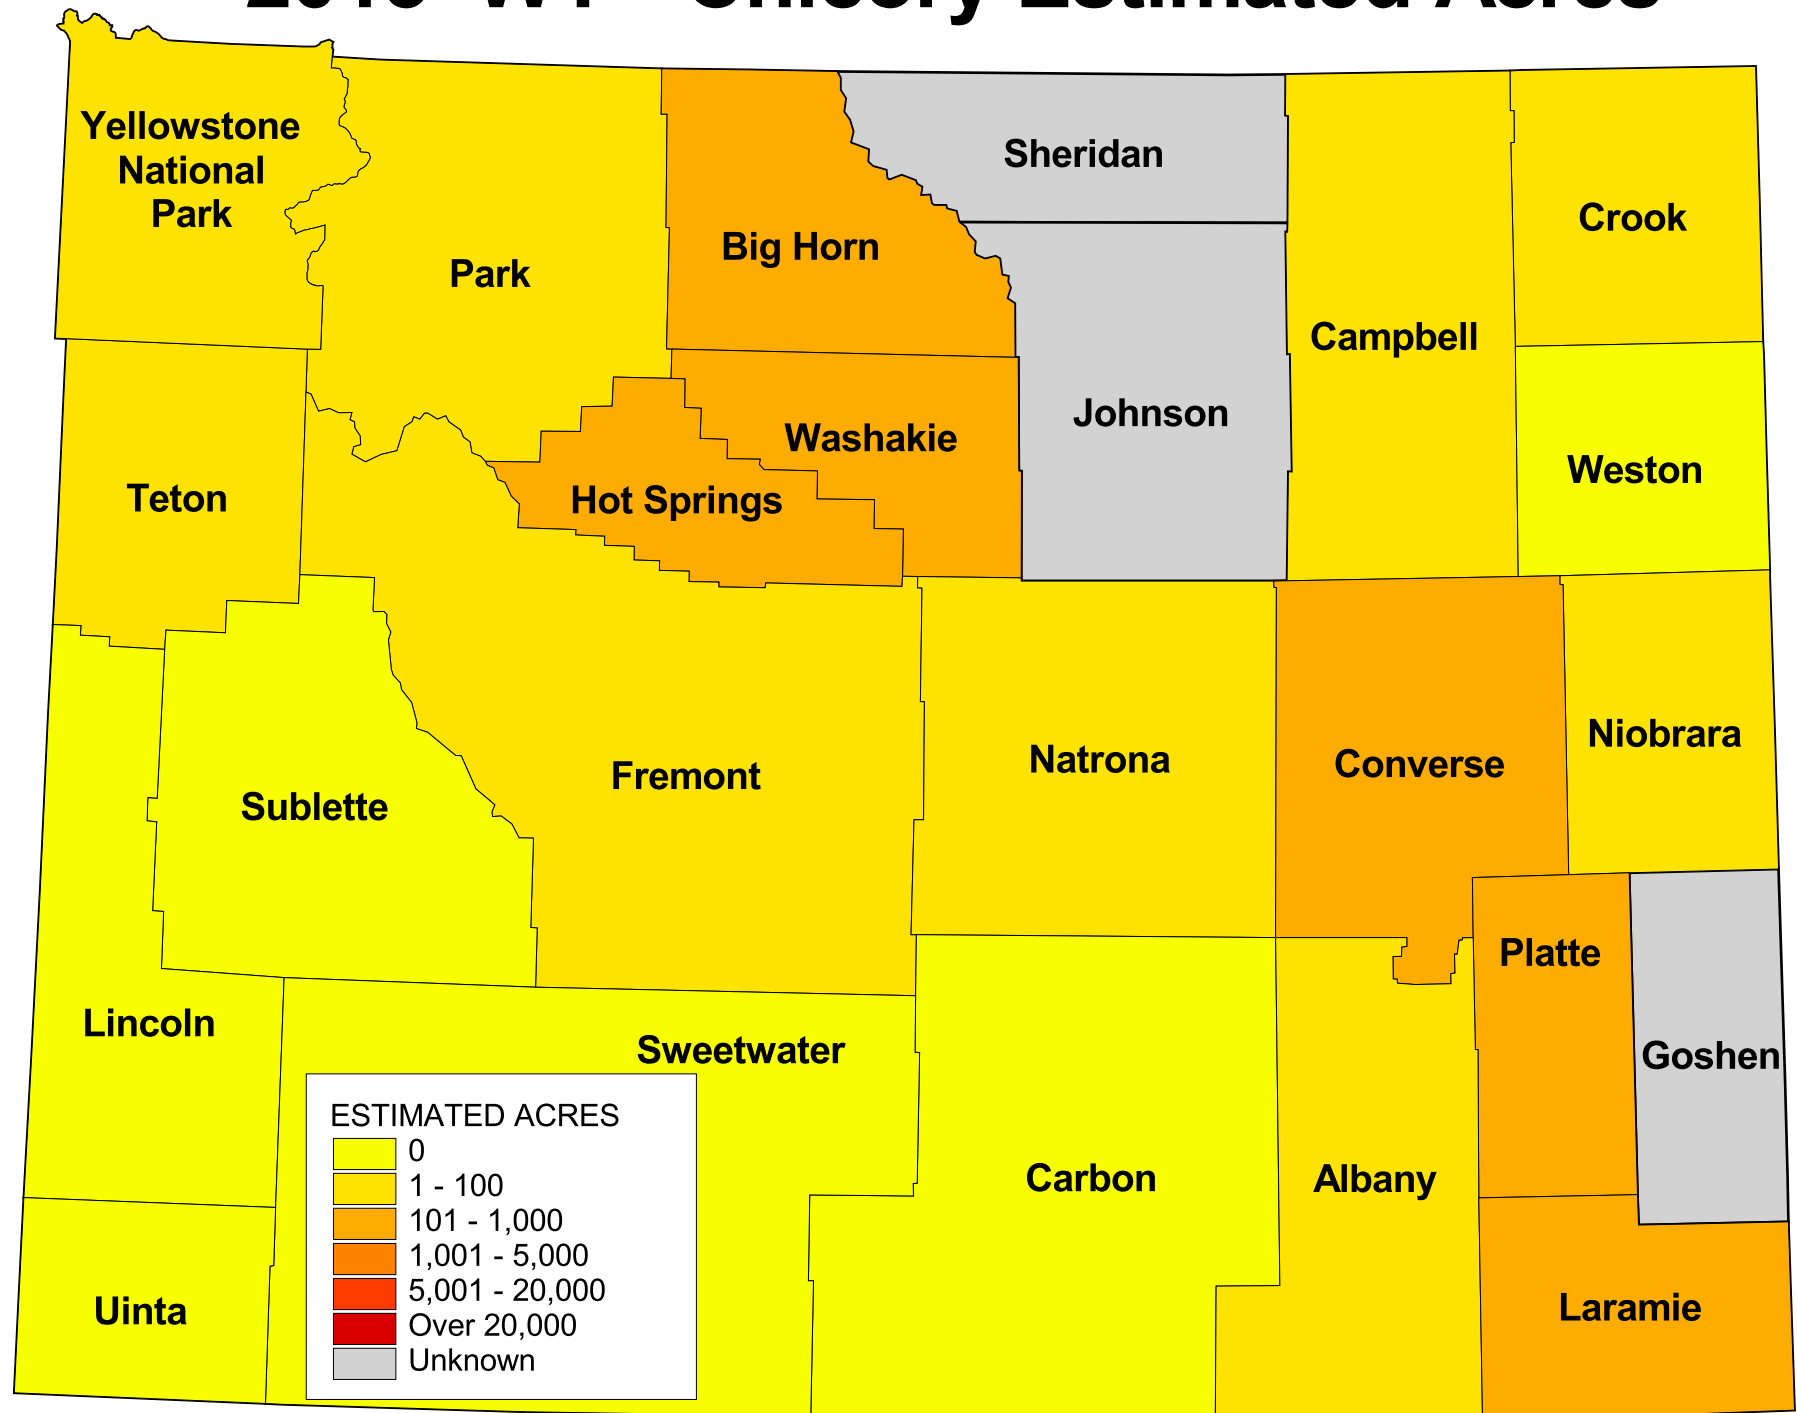 Yellowstone
National
Park
Park
Big Horn
Sheridan
Crook
Campbell
Johnson
Washakie
Weston
Hot Springs
Teton
Niobrara
Natrona
Converse
Fremont
Sublette
Platte
Lincoln
Sweetwater
Goshen
Carbon
Albany
Uinta
Laramie
ESTIMATED ACRES
0
1 - 100
101 - 1,000
1,001 - 5,000
5,001 - 20,000
Over 20,000
Unknown